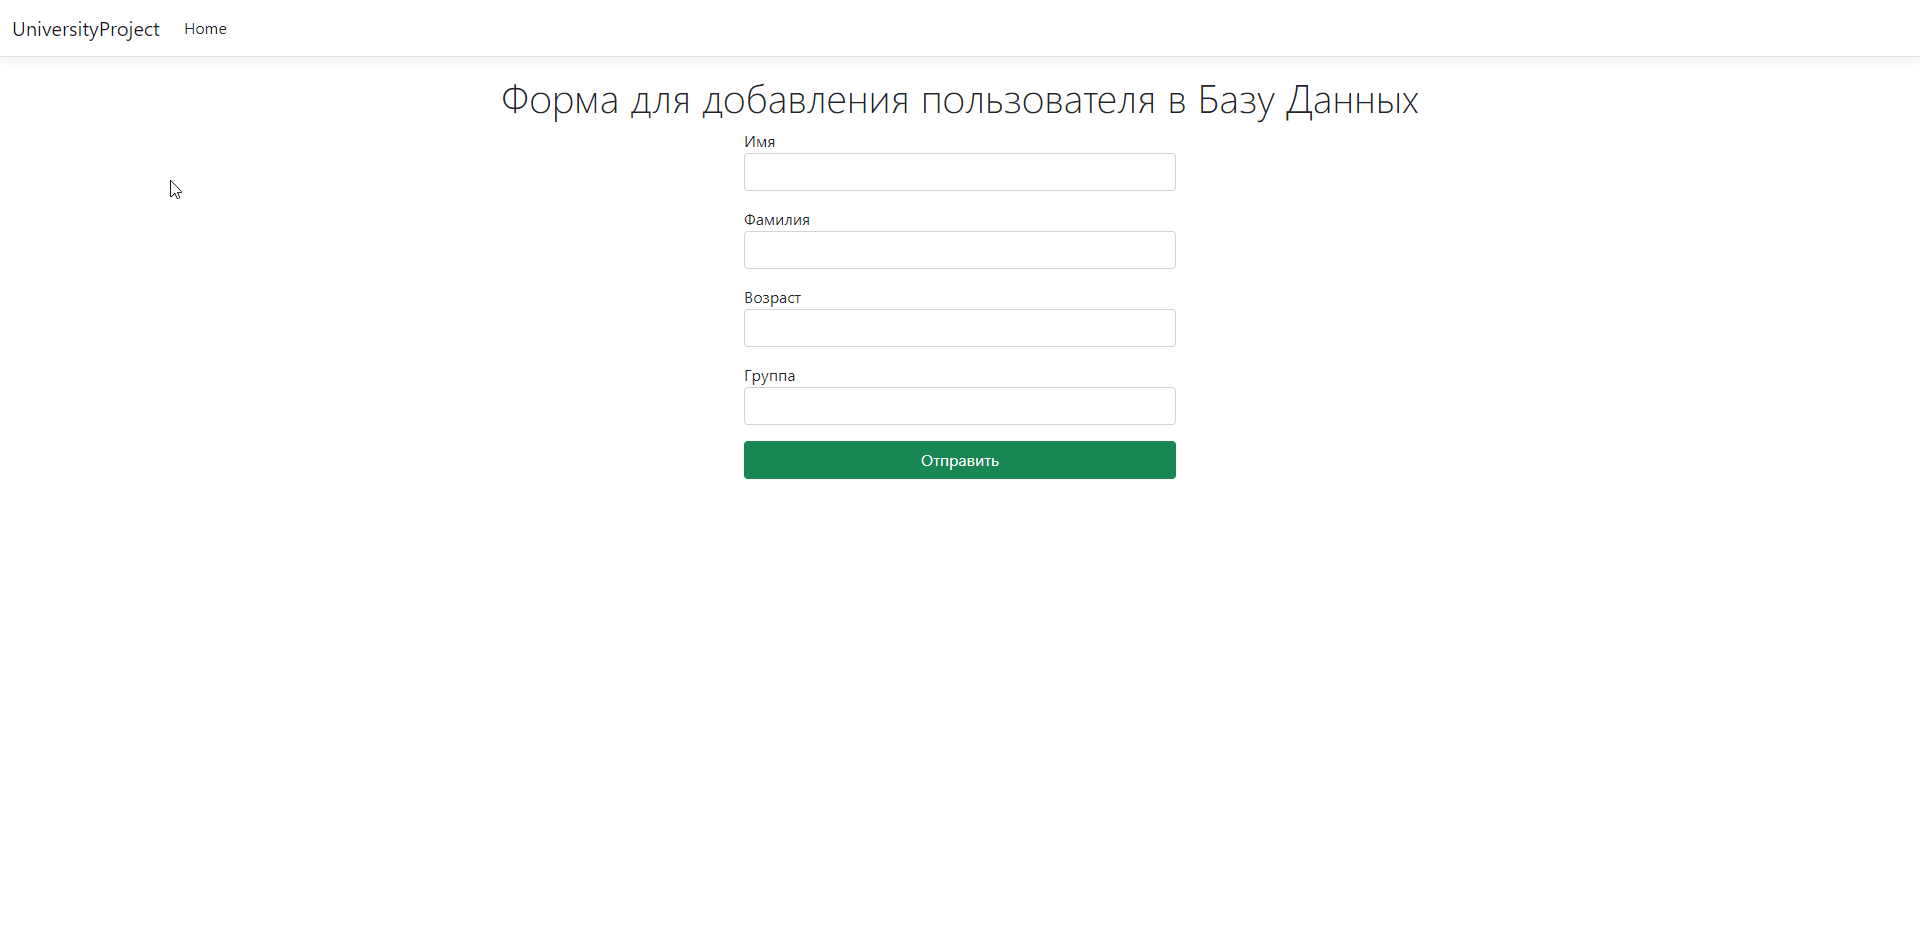 UniversityProject Home
Форма для добавления пользователя в Базу Данных
Имя
Фамилия
Возраст
Группа
Отправить